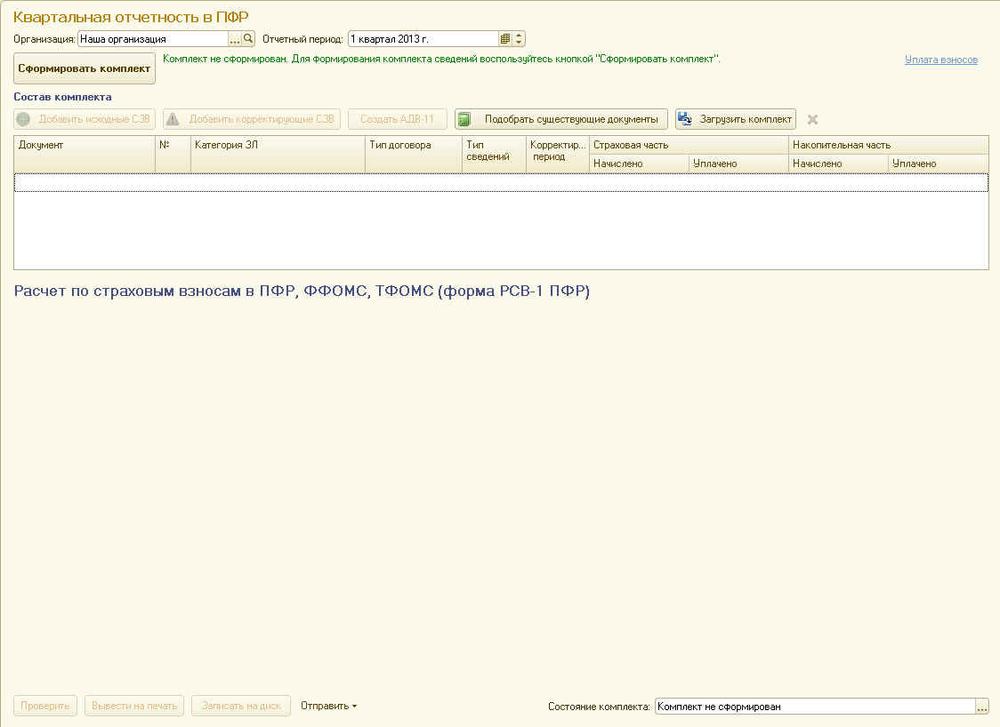 Квартальная отчетность в ПФР
Организация: Наша организация ... Отчетный период: 1 квартал 2013 г.
Сформировать комплект
Комплект не сформирован. Для формирования комплекта сведений воспользуйтесь кнопкой "Сформировать комплект".
Уплата взносов
Состав комплекта
Добавить исходные СЗВ Добавить корректирующие СЗВ Создать АДВ-11 Подобрать существующие документы Загрузить комплект
Документ № Категория ЗЛ Тип договора Тип сведений Корректир... период Страховая часть Накопительная часть
Начислено Уплачено Начислено Уплачено
Расчет по страховым взносам в ПФР, ФФОМС, ТФОМС (форма РСВ-1 ПФР)
Проверить Вывести на печать Записать на диск Отправить Состояние комплекта: Комплект не сформирован ...